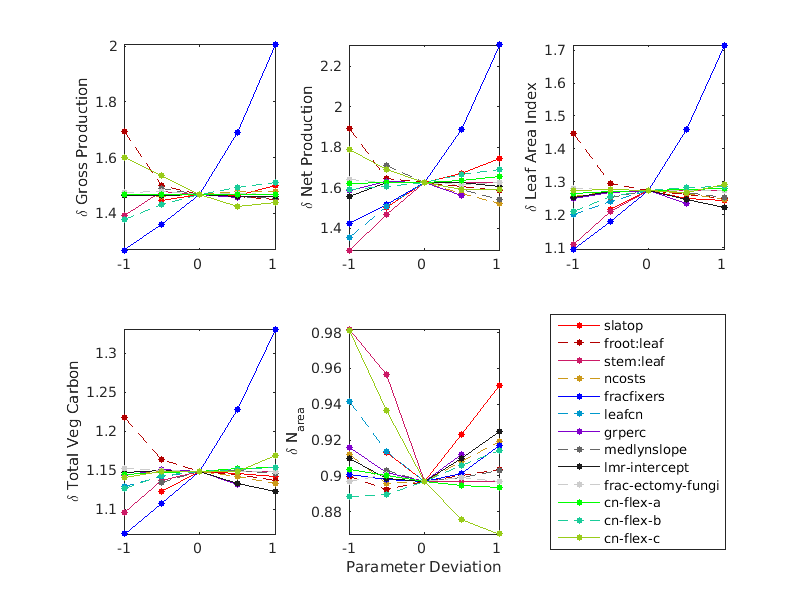 2
1.8
1.6
1.4
-1 0 1
δ Gross Production
2.2
2
1.8
1.6
1.4
-1 0 1
δ Net Production
1.7
1.6
1.5
1.4
1.3
1.2
1.1
-1 0 1
δ Leaf Area Index
1.3
1.25
1.2
1.15
1.1
-1 0 1
δ Total Veg Carbon
0.98
0.96
0.94
0.92
0.9
0.88
-1 0 1
δ Narea
Parameter Deviation
slatop
froot:leaf
stem:leaf
ncosts
fracfixers
leafcn
grperc
medlynslope
lmr-intercept
frac-ectomy-fungi
cn-flex-a
cn-flex-b
cn-flex-c